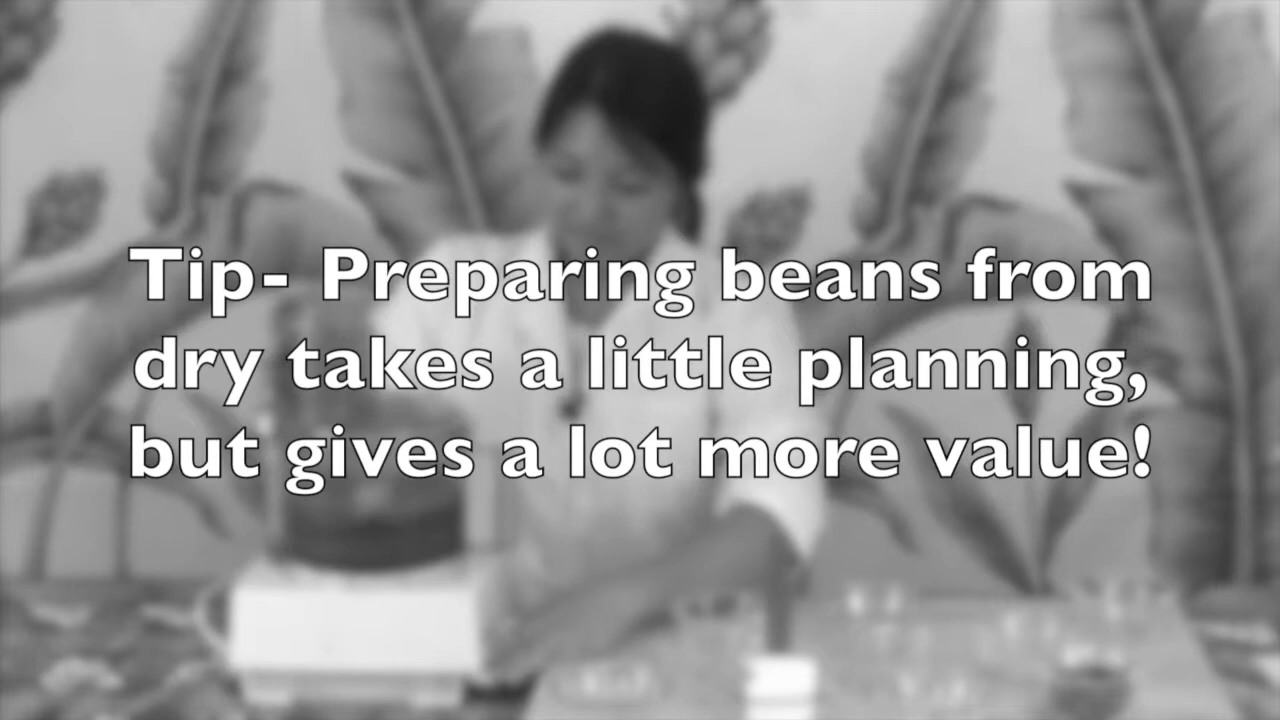 Tip- Preparing beans from
dry takes a little planning,
but gives a lot more value!